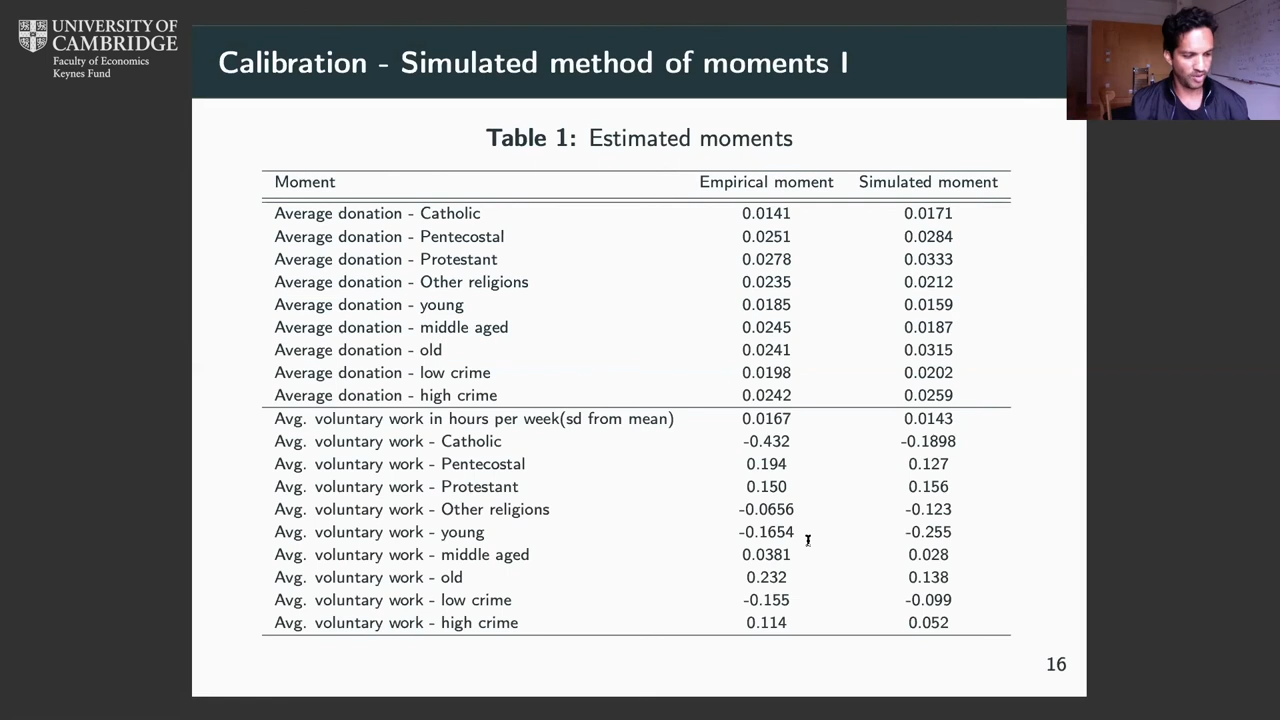 UNIVERSITY OF
CAMBRIDGE
Faculty of Economics
Keynes Fund
Calibration - Simulated method of moments I
Table 1: Estimated moments
Moment Empirical moment Simulated moment
Average donation - Catholic 0.0141 0.0171
Average donation - Pentecostal 0.0251 0.0284
Average donation - Protestant 0.0278 0.0333
Average donation - Other religions 0.0235 0.0212
Average donation - young 0.0185 0.0159
Average donation - middle aged 0.0245 0.0187
Average donation - old 0.0241 0.0315
Average donation - low crime 0.0198 0.0202
Average donation - high crime 0.0242 0.0259
Avg. voluntary work in hours per week(sd from mean) 0.0167 0.0143
Avg. voluntary work - Catholic -0.432 -0.1898
Avg. voluntary work - Pentecostal 0.194 0.127
Avg. voluntary work - Protestant 0.150 0.156
Avg. voluntary work - Other religions -0.0656 -0.123
Avg. voluntary work - young -0.1654 -0.255
Avg. voluntary work - middle aged 0.0381 0.028
Avg. voluntary work - old 0.232 0.138
Avg. voluntary work - low crime -0.155 -0.099
Avg. voluntary work - high crime 0.114 0.052
16